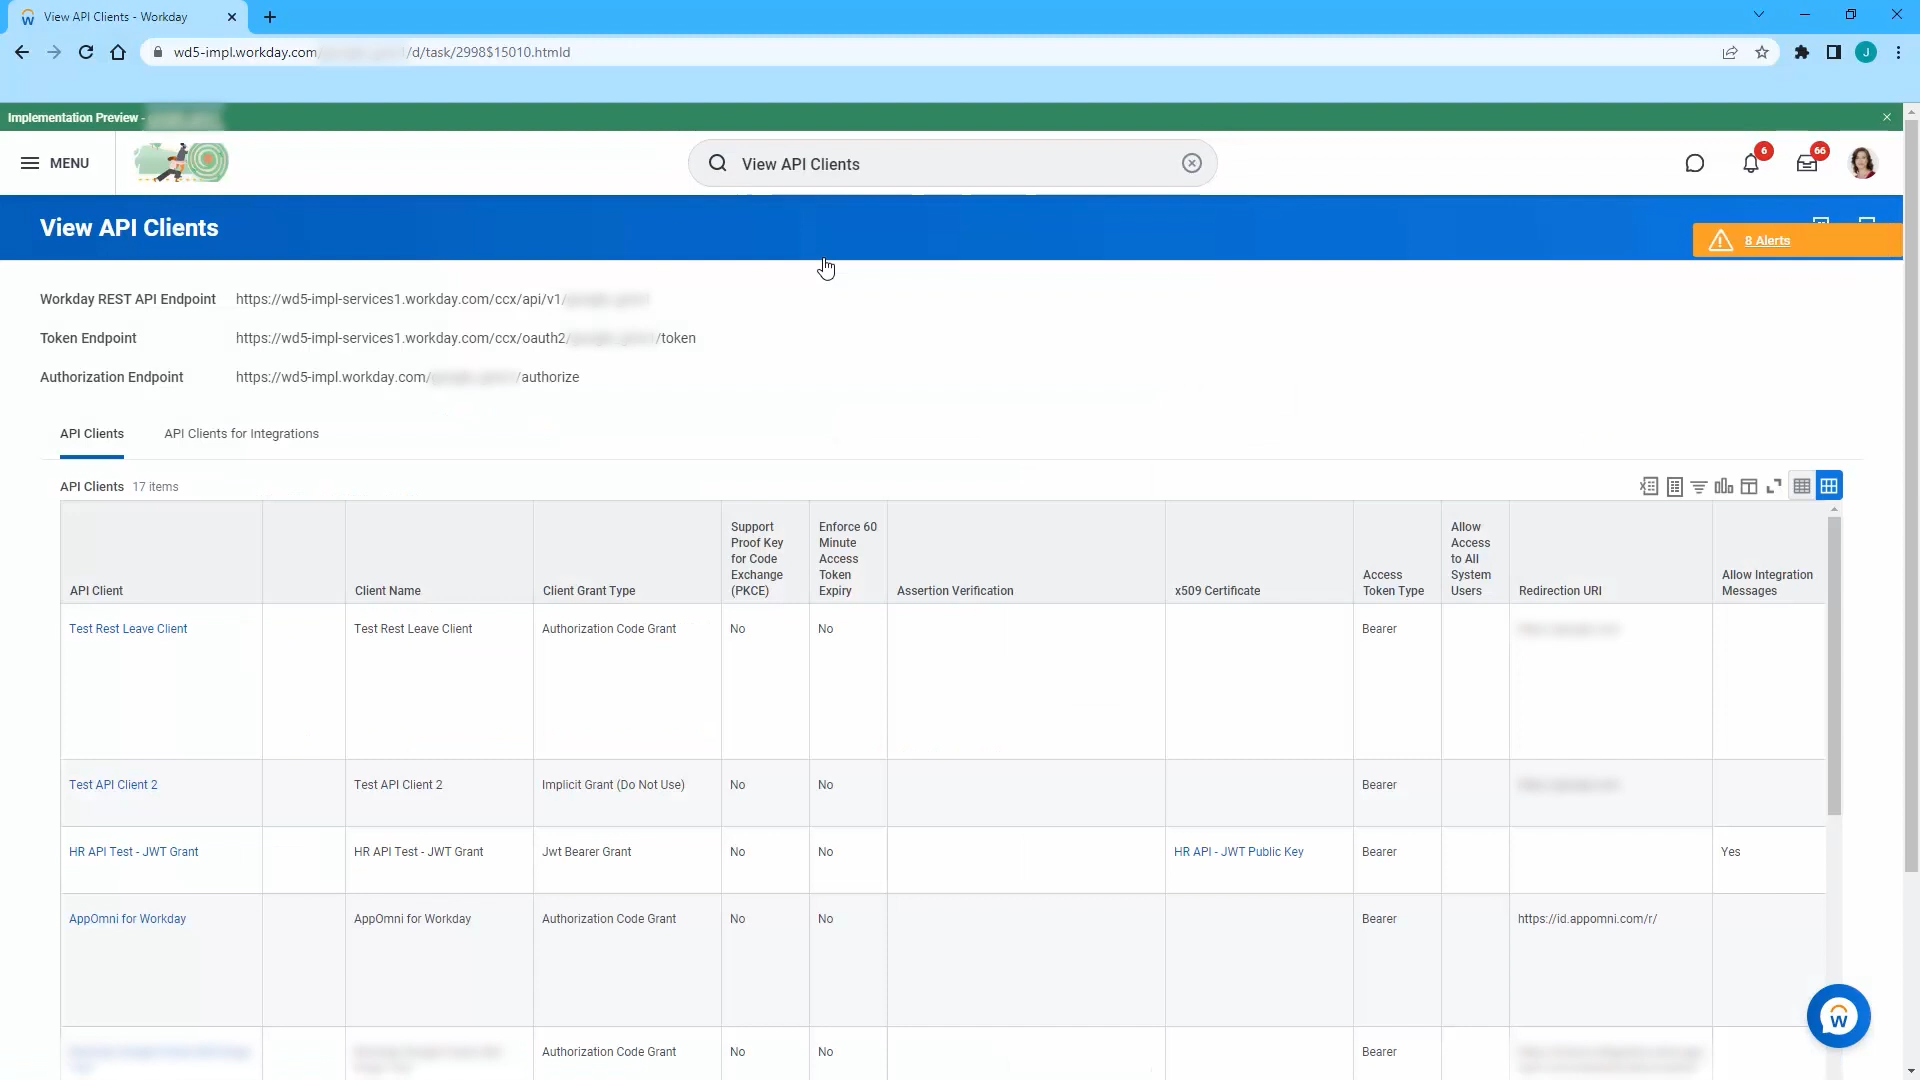 View API Clients - Workday
wd5-impl.workday.com/ /d/task/2998$15010.htmld
J
Implementation Preview -
MENU
View API Clients
6
66
View API Clients
8 Alerts
Workday REST API Endpoint https://wd5-impl-services1.workday.com/ccx/api/v1/
Token Endpoint https://wd5-impl-services1.workday.com/ccx/oauth2/ /token
Authorization Endpoint https://wd5-impl.workday.com/ /authorize
API Clients API Clients for Integrations
API Clients 17 items
API Client
Client Name
Client Grant Type
Support
Proof Key
for Code
Exchange
(PKCE)
Enforce 60
Minute
Access
Token
Expiry
Assertion Verification
x509 Certificate
Access
Token Type
Allow
Access
to All
System
Users
Redirection URI
Allow Integration
Messages
Test Rest Leave Client Test Rest Leave Client Authorization Code Grant No No Bearer
Test API Client 2 Test API Client 2 Implicit Grant (Do Not Use) No No Bearer
HR API Test - JWT Grant HR API Test - JWT Grant Jwt Bearer Grant No No HR API - JWT Public Key Bearer Yes
AppOmni for Workday AppOmni for Workday Authorization Code Grant No No Bearer https://id.appomni.com/r/
Authorization Code Grant No No Bearer
W